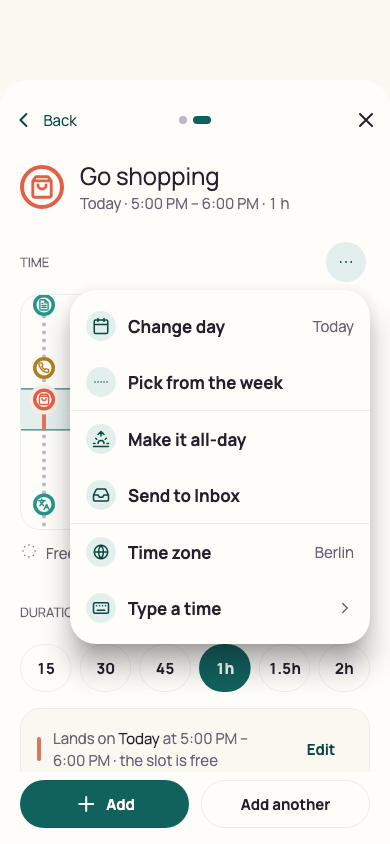 Back
Go shopping
Today · 5:00 PM – 6:00 PM · 1 h
TIME
Change day
Today
Pick from the week
Make it all-day
Send to Inbox
Time zone
Berlin
Type a time
15
30
45
1h
1.5h
2h
Lands on Today at 5:00 PM –
6:00 PM · the slot is free
Edit
Add
Add another